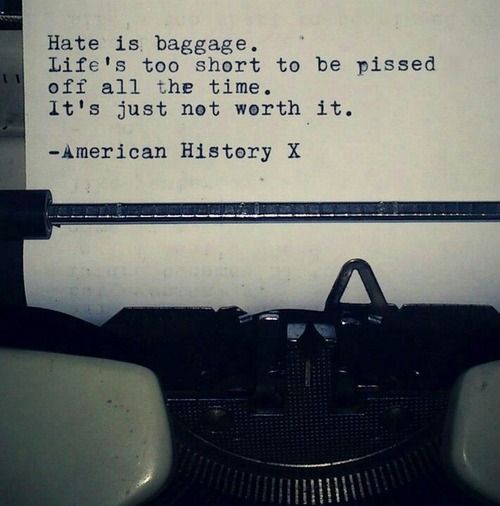 Hate is baggage.
Life's too short to be pissed
off all the time.
It's just not worth it.
-American History X